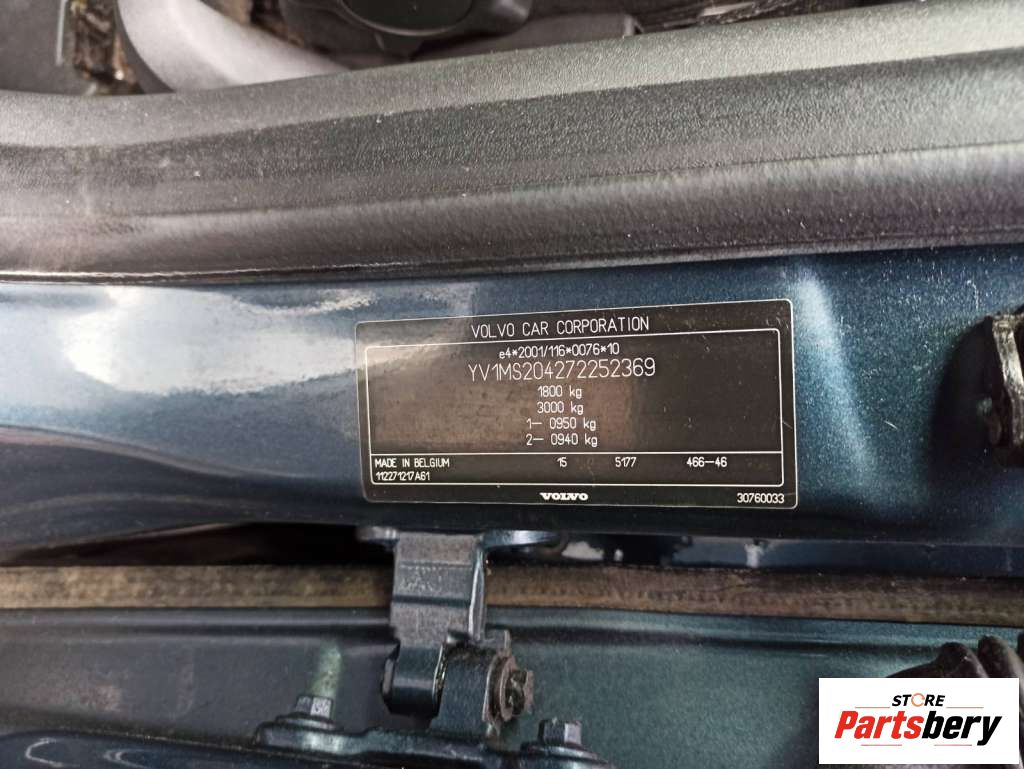 VOLVO CAR CORPORATION
e4*2001/116*0076*10
YV1MS204272252369
1800 kg
3000 kg
1- 0950 kg
2- 0940 kg
MADE IN BELGIUM 15 5177 466-46
112271217A61
VOLVO 30760033
STORE
Partsbery